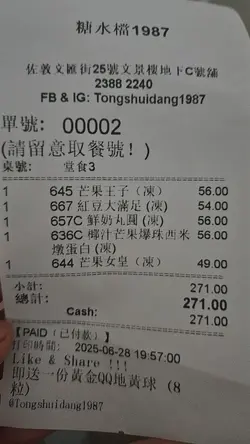 糖水檔1987
佐敦文匯街25號文景樓地下C號舖
2388 2240
FB & IG: Tongshuidang1987
單號: 00002
(請留意取餐號！)
桌號: 堂食3
1 645 芒果王子（凍） 56.00
1 667 紅豆大滿足 (凍) 54.00
1 657C 鮮奶丸圓 (凍) 56.00
1 636C 椰汁芒果爆珠西米 56.00
燉蛋白 (凍)
1 644 芒果女皇（凍） 49.00
小計: 271.00
總計: 271.00
Cash: 271.00
【PAID（已付款）】
打印時間: 2025-06-28 19:57:00
Like & Share !!!
即送一份黃金QQ地黃球（8
粒）
@Tongshuidang1987